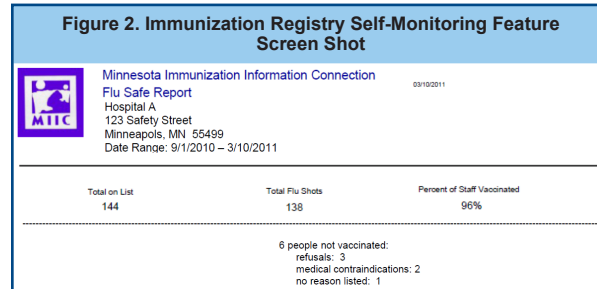 Figure 2. Immunization Registry Self-Monitoring Feature
Screen Shot
MIIC
Minnesota Immunization Information Connection
03/10/2011
Flu Safe Report
Hospital A
123 Safety Street
Minneapols, MN 55499
Date Range: 9/1/2010 – 3/10/2011
Total on List Total Flu Shots Percent of Staff Vaccinated
144 138 96%
6 people not vaccinated:
refusals: 3
medical contraindications: 2
no reason listed: 1